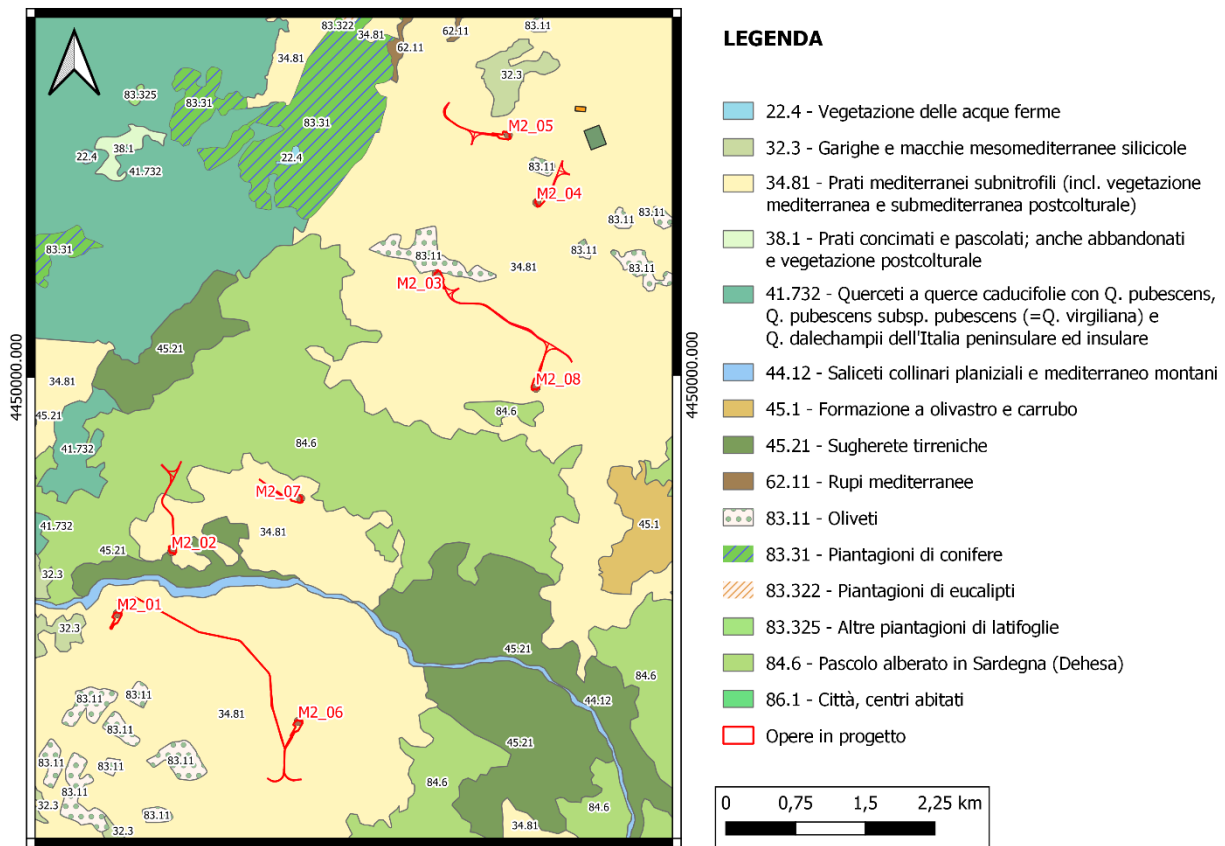 83.322
83.11
34.81
34.81
62.11
62.11
32.3
83.325
83.31
83.31
38.1
22.4
22.4
41.732
M2_05
83.11
M2_04
83.11
83.11
83.31
83.11
83.11
83.11
34.81
M2_03
45.21
34.81
M2_08
84.6
45.21
84.6
41.732
M2_07
45.1
41.732
34.81
45.21
M2_02
32.3
M2_01
32.3
45.21
84.6
83.11
34.81
44.12
M2_06
83.11
45.21
83.11
83.11
83.11
83.11
84.6
84.6
32.3
83.11
34.81
32.3
4450000.000
4450000.000
LEGENDA
22.4 - Vegetazione delle acque ferme
32.3 - Garighe e macchie mesomediterranee silicicole
34.81 - Prati mediterranei subnitrofili (incl. vegetazione
mediterranea e submediterranea postcolturale)
38.1 - Prati concimati e pascolati; anche abbandonati
e vegetazione postcolturale
41.732 - Querceti a querce caducifolie con Q. pubescens,
Q. pubescens subsp. pubescens (=Q. virgiliana) e
Q. dalechampii dell'Italia peninsulare ed insulare
44.12 - Saliceti collinari planiziali e mediterraneo montani
45.1 - Formazione a olivastro e carrubo
45.21 - Sugherete tirreniche
62.11 - Rupi mediterranee
83.11 - Oliveti
83.31 - Piantagioni di conifere
83.322 - Piantagioni di eucalipti
83.325 - Altre piantagioni di latifoglie
84.6 - Pascolo alberato in Sardegna (Dehesa)
86.1 - Città, centri abitati
Opere in progetto
0 0,75 1,5 2,25 km